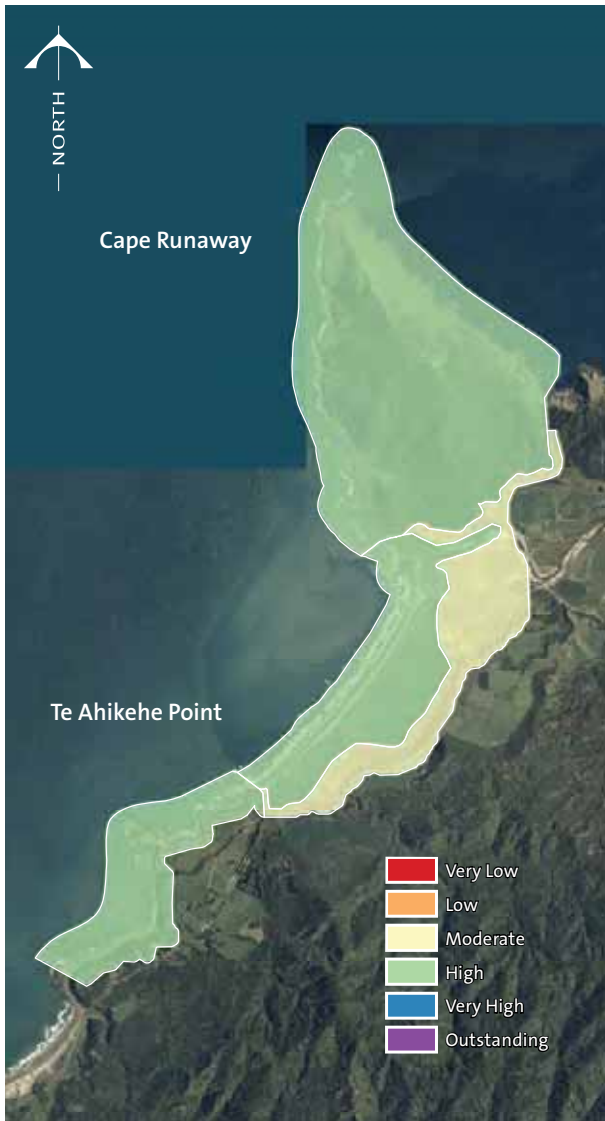 NORTH
Cape Runaway
Te Ahikehe Point
Very Low
Low
Moderate
High
Very High
Outstanding